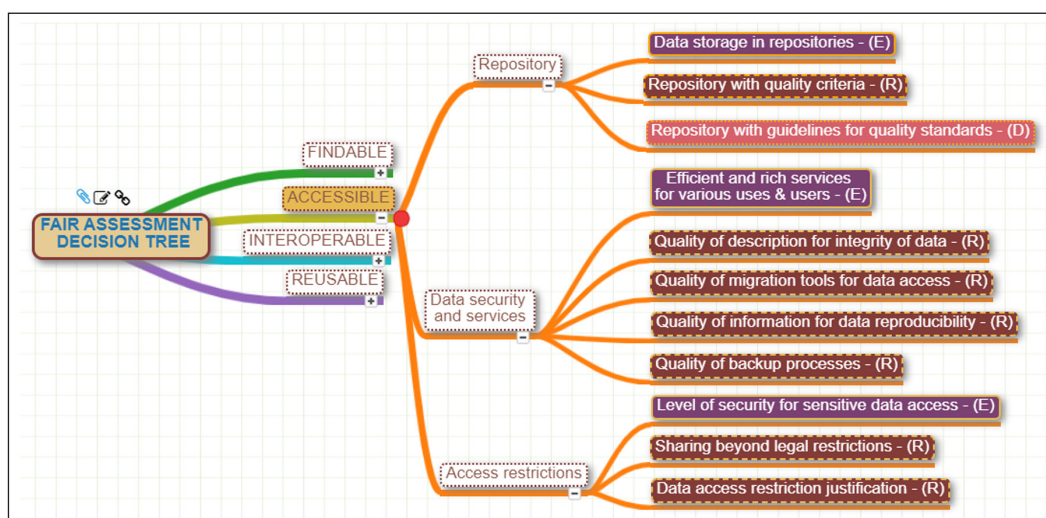 FAIR ASSESSMENT
DECISION TREE
FINDABLE
ACCESSIBLE
INTEROPERABLE
REUSABLE
Repository
Data storage in repositories - (E)
Repository with quality criteria - (R)
Repository with guidelines for quality standards - (D)
Data security
and services
Efficient and rich services
for various uses & users - (E)
Quality of description for integrity of data - (R)
Quality of migration tools for data access - (R)
Quality of information for data reproducibility - (R)
Quality of backup processes - (R)
Access restrictions
Level of security for sensitive data access - (E)
Sharing beyond legal restrictions - (R)
Data access restriction justification - (R)